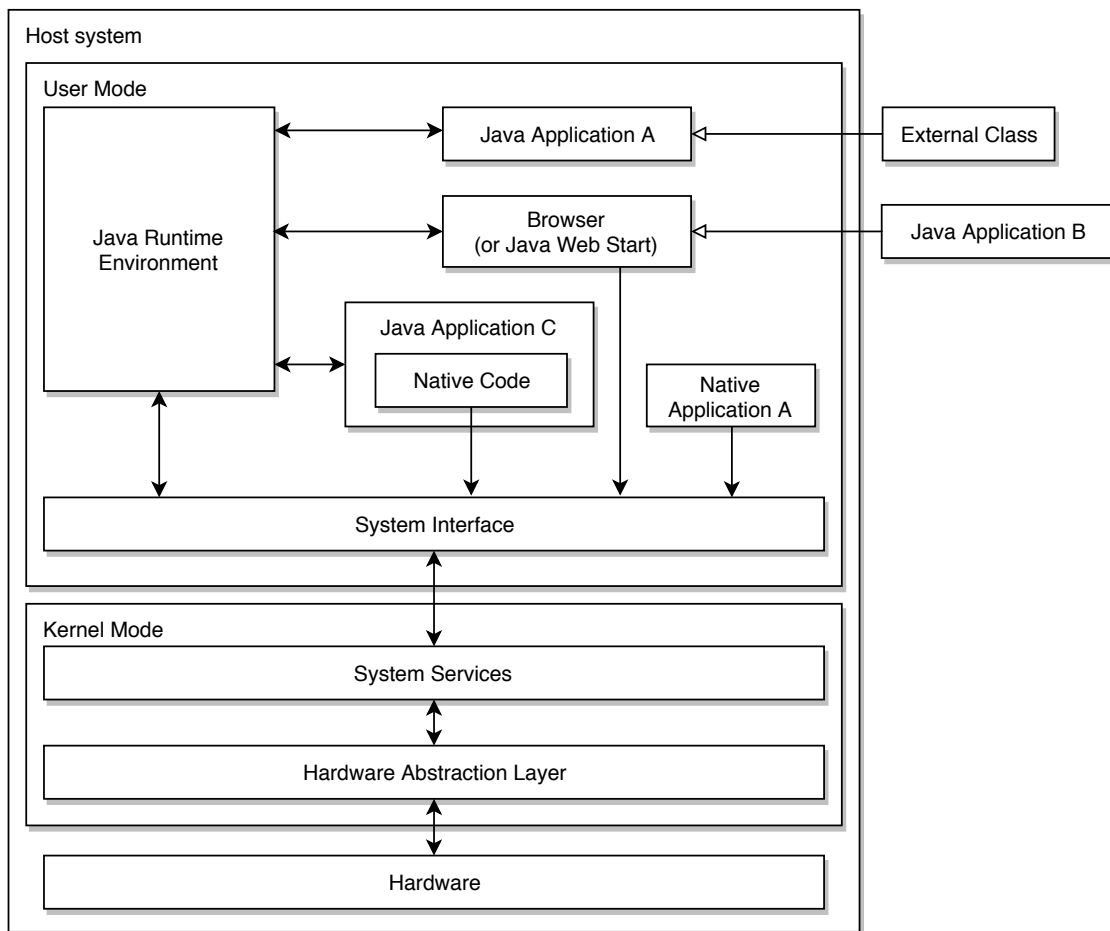 Host system
User Mode
Java Runtime
Environment
Java Application A
External Class
Browser
(or Java Web Start)
Java Application B
Java Application C
Native Code
Native
Application A
System Interface
Kernel Mode
System Services
Hardware Abstraction Layer
Hardware